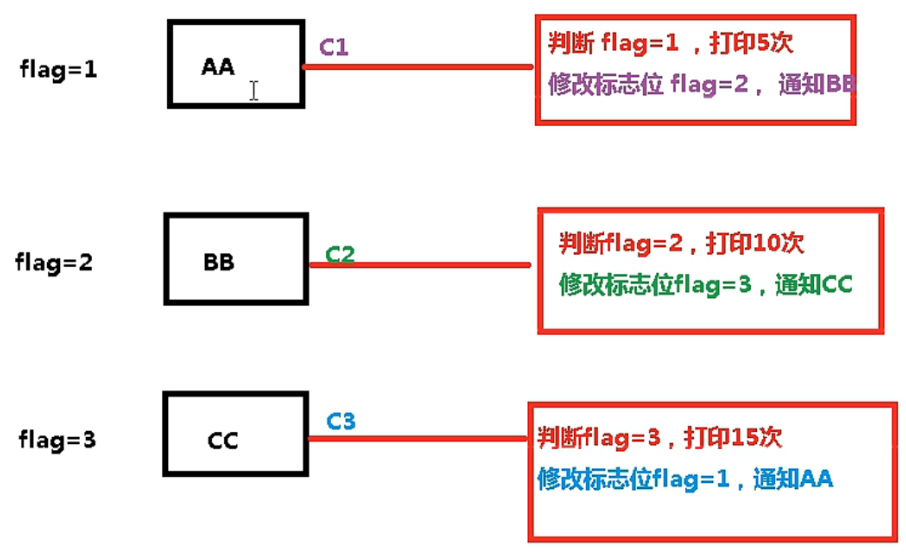 flag=1
AA
C1
判断 flag=1 ，打印5次
修改标志位 flag=2， 通知BB
flag=2
BB
C2
判断flag=2，打印10次
修改标志位flag=3，通知CC
flag=3
CC
C3
判断flag=3，打印15次
修改标志位flag=1，通知AA